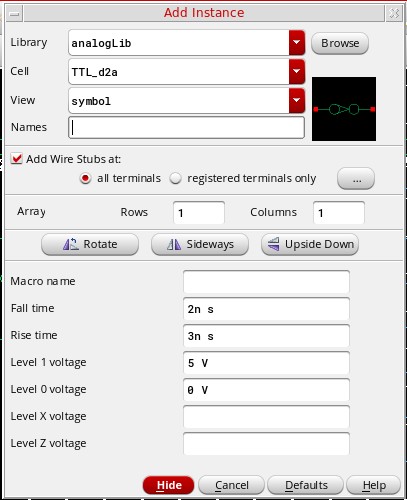 Add Instance
Library analogLib Browse
Cell TTL_d2a
View symbol
Names
Add Wire Stubs at:
all terminals registered terminals only ...
Array Rows 1 Columns 1
Rotate Sideways Upside Down
Macro name
Fall time 2n s
Rise time 3n s
Level 1 voltage 5 V
Level 0 voltage 0 V
Level X voltage
Level Z voltage
Hide Cancel Defaults Help